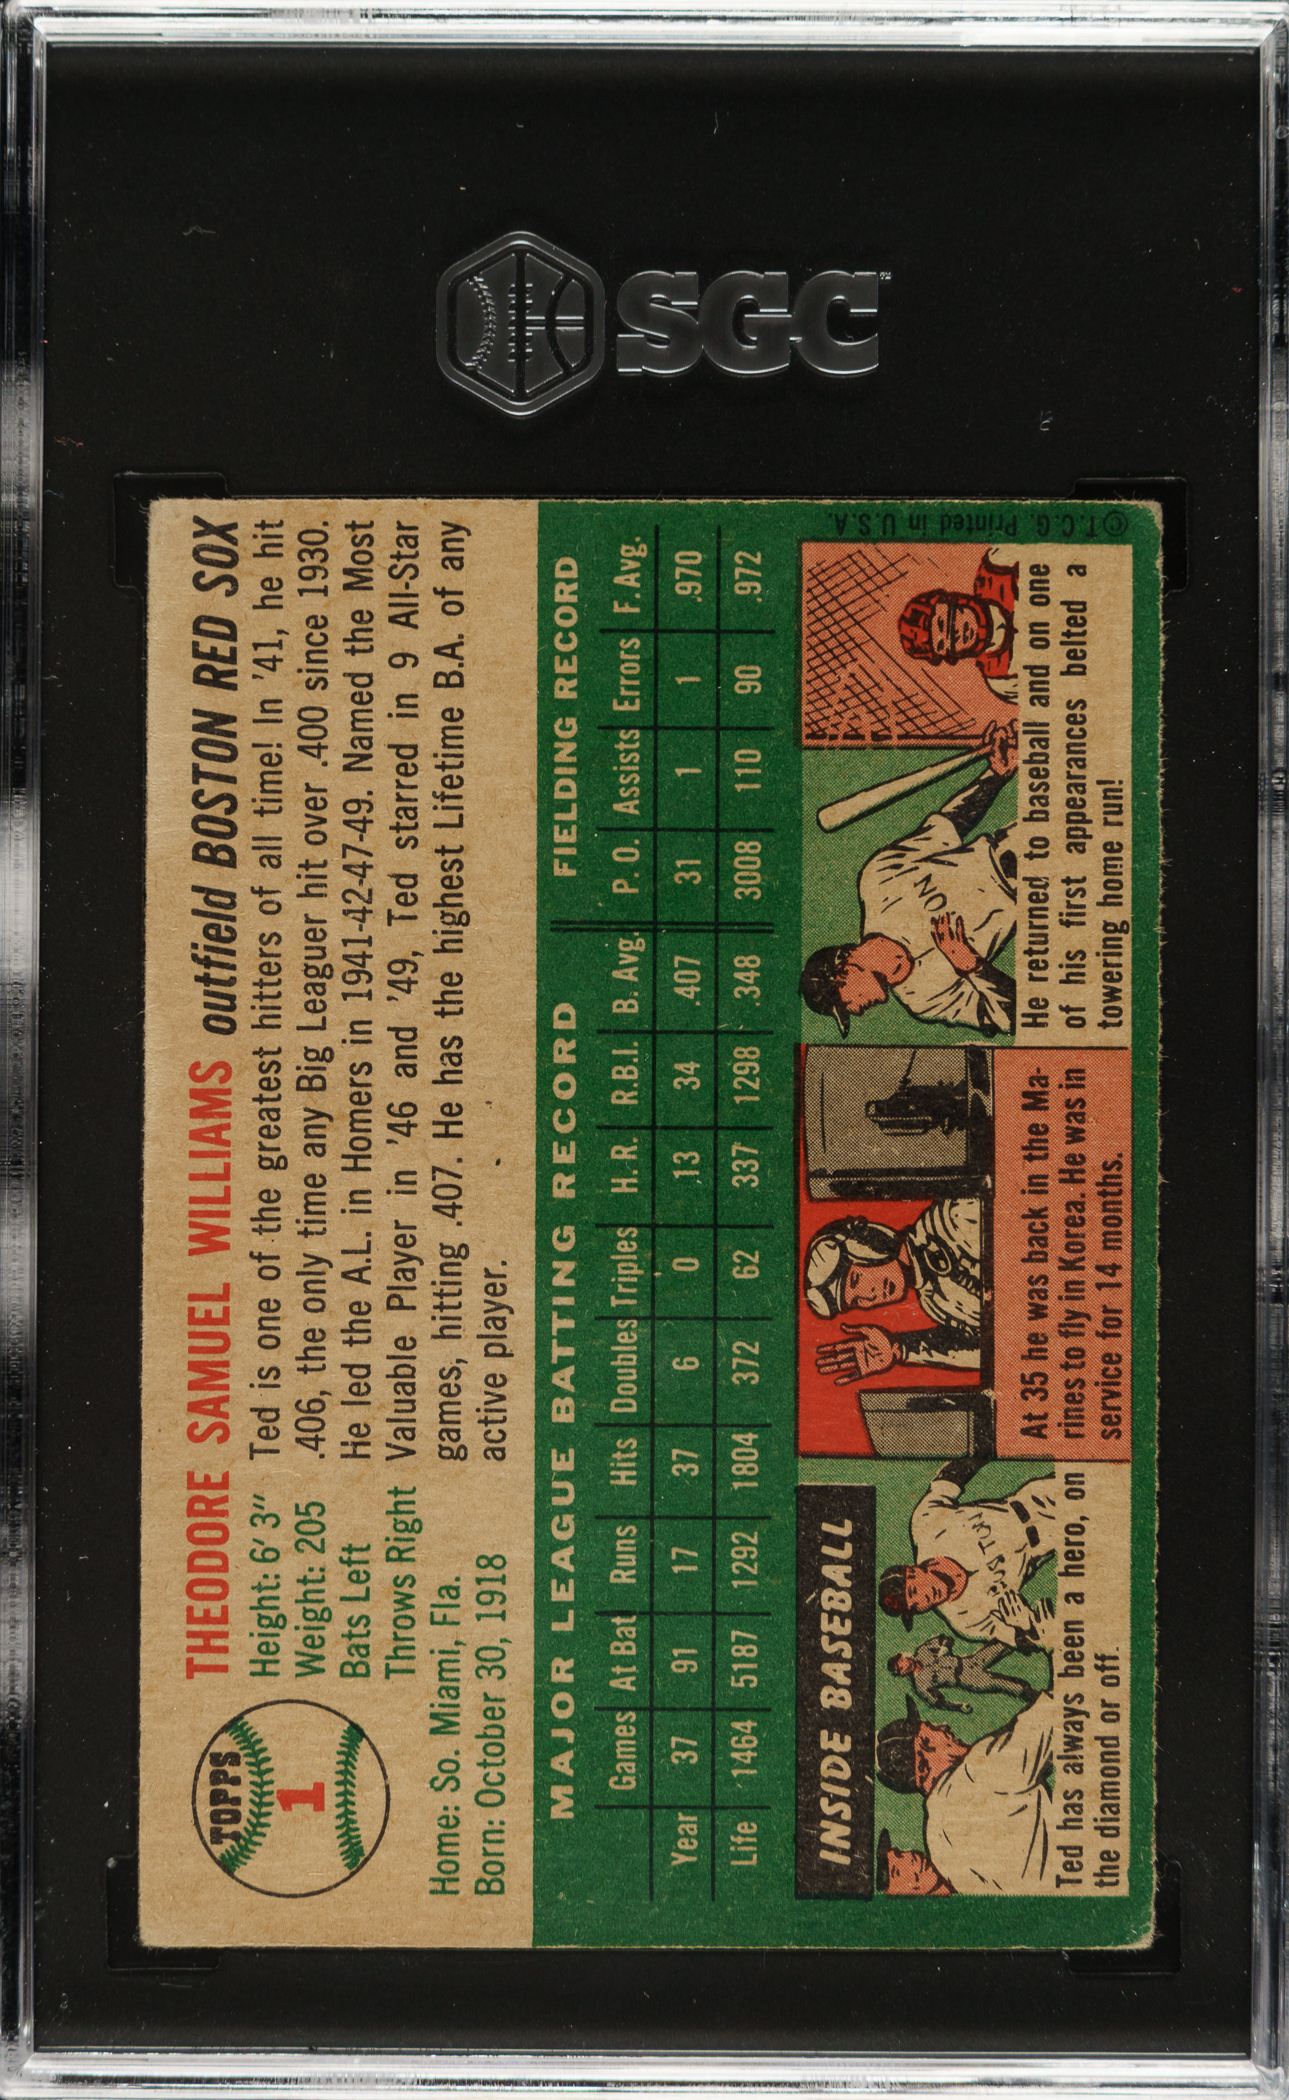 SGC
TOPPS
1
THEODORE SAMUEL WILLIAMS outfield BOSTON RED SOX
Height: 6' 3"
Weight: 205
Bats Left
Throws Right
Home: So. Miami, Fla.
Born: October 30, 1918
Ted is one of the greatest hitters of all time! In '41, he hit
.406, the only time any Big Leaguer hit over .400 since 1930.
He led the A.L. in Homers in 1941-42-47-49. Named the Most
Valuable Player in '46 and '49, Ted starred in 9 All-Star
games, hitting .407. He has the highest Lifetime B.A. of any
active player.
MAJOR LEAGUE BATTING RECORD FIELDING RECORD
Games At Bat Runs Hits Doubles Triples H.R. R.B.I. B. Avg. P. O. Assists Errors F. Avg.
Year 37 91 17 37 6 0 13 34 .407 31 1 1 .970
Life 1464 5187 1292 1804 372 62 337 1298 .348 3008 110 90 .972
INSIDE BASEBALL
Ted has always been a hero, on
the diamond or off.
At 35 he was back in the Ma-
rines to fly in Korea. He was in
service for 14 months.
He returned to baseball and on one
of his first appearances belted a
towering home run!
©T.C.G. Printed in U.S.A.